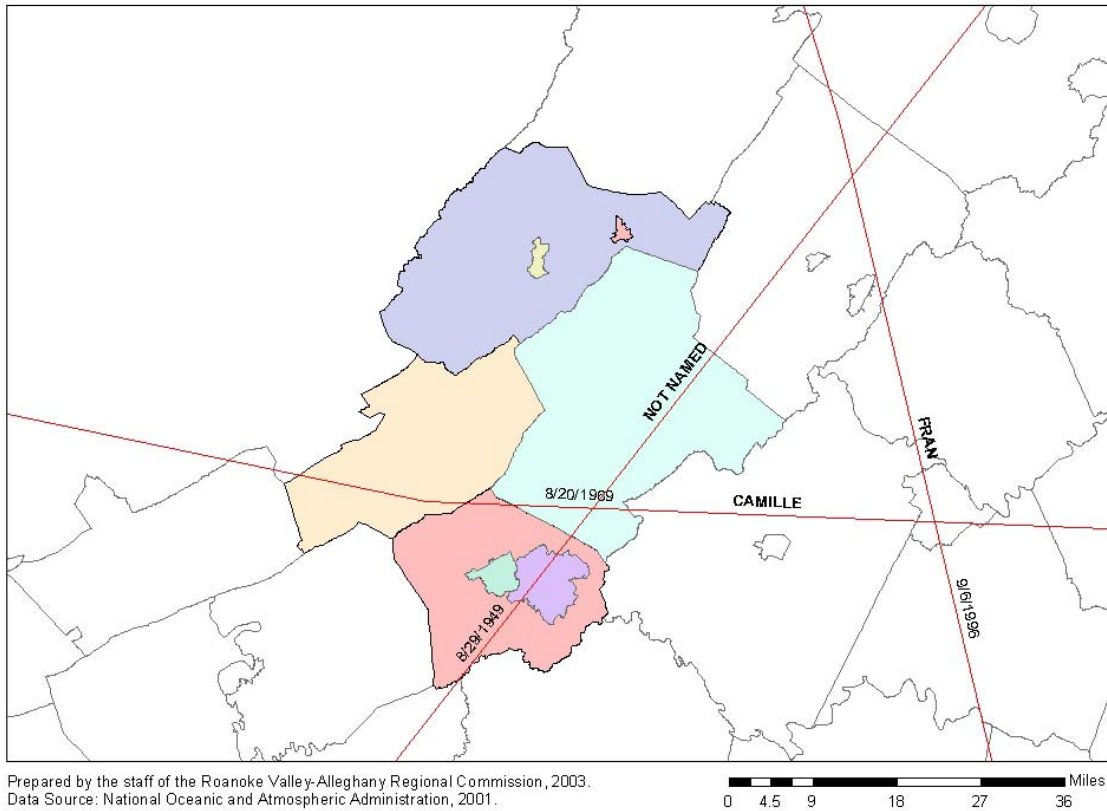 NOT NAMED
FRAN
8/20/1969
CAMILLE
9/6/1996
8/29/1949
Prepared by the staff of the Roanoke Valley-Alleghany Regional Commission, 2003.
Data Source: National Oceanic and Atmospheric Administration, 2001.
Miles
0 4.5 9 18 27 36